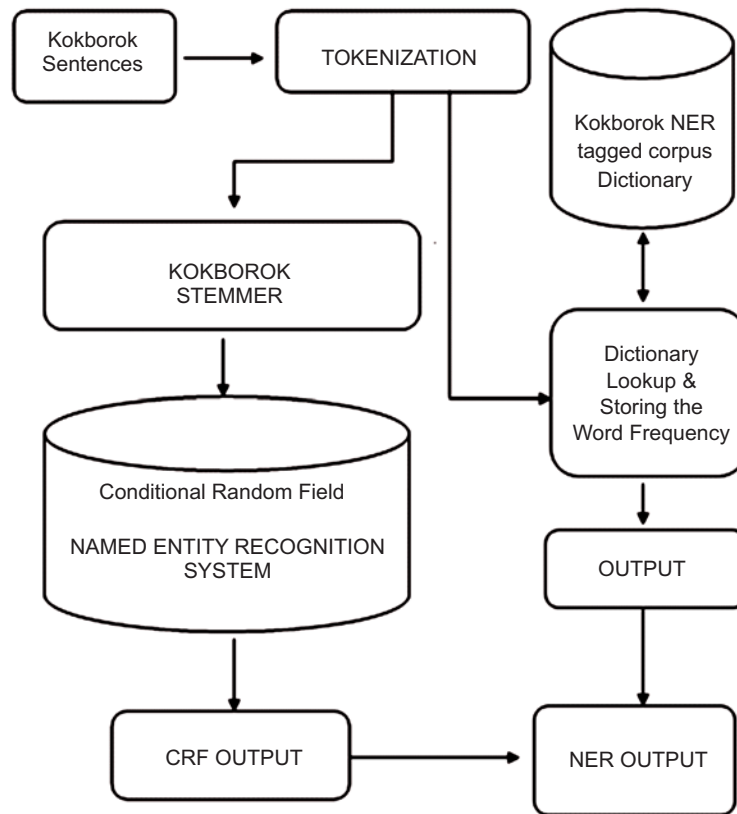 Kokborok
Sentences
TOKENIZATION
Kokborok NER
tagged corpus
Dictionary
KOKBOROK
STEMMER
Dictionary
Lookup &
Storing the
Word Frequency
Conditional Random Field
NAMED ENTITY RECOGNITION
SYSTEM
OUTPUT
CRF OUTPUT
NER OUTPUT